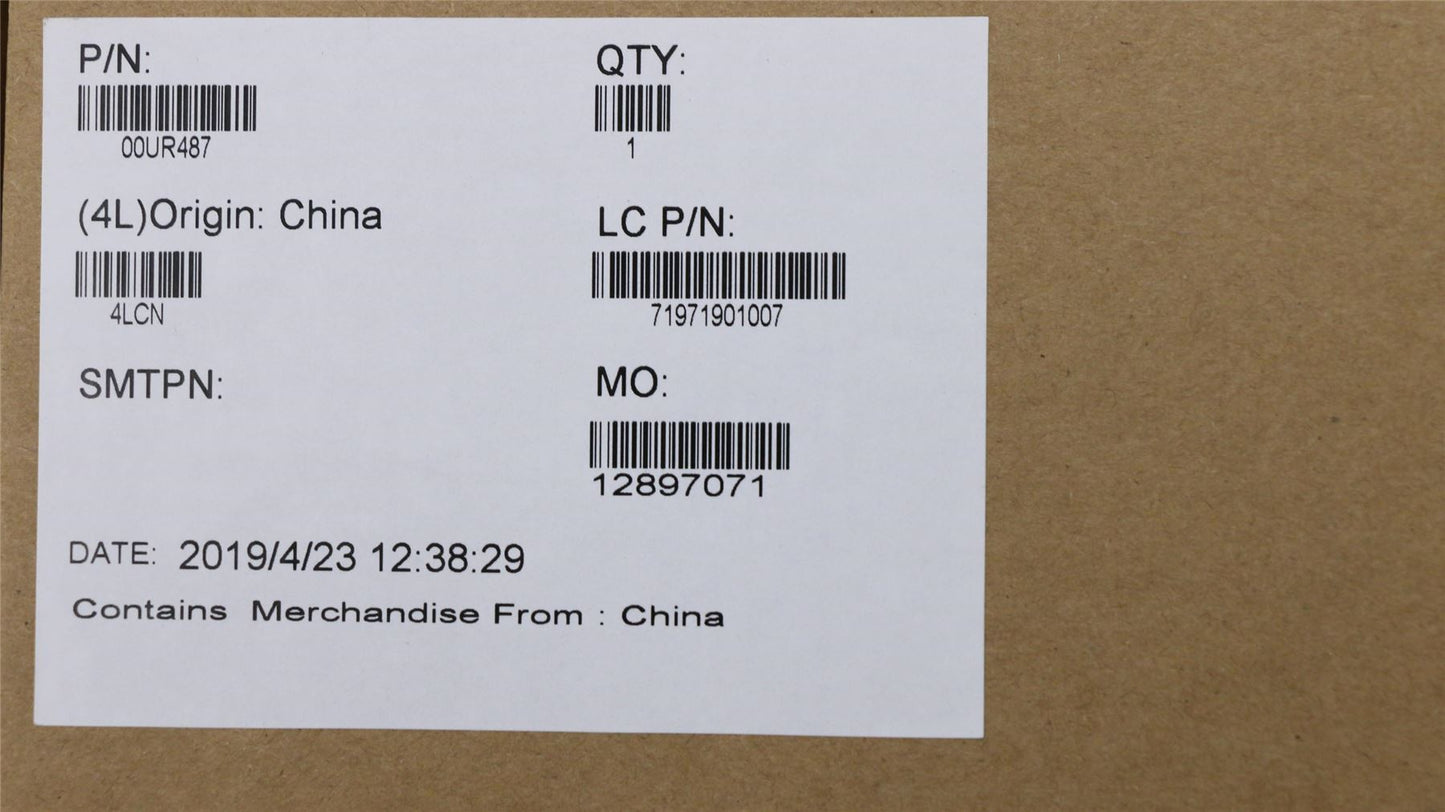 P/N:
QTY:
00UR487
1
(4L)Origin: China
LC P/N:
4LCN
71971901007
SMTPN:
MO:
12897071
DATE: 2019/4/23 12:38:29
Contains Merchandise From : China